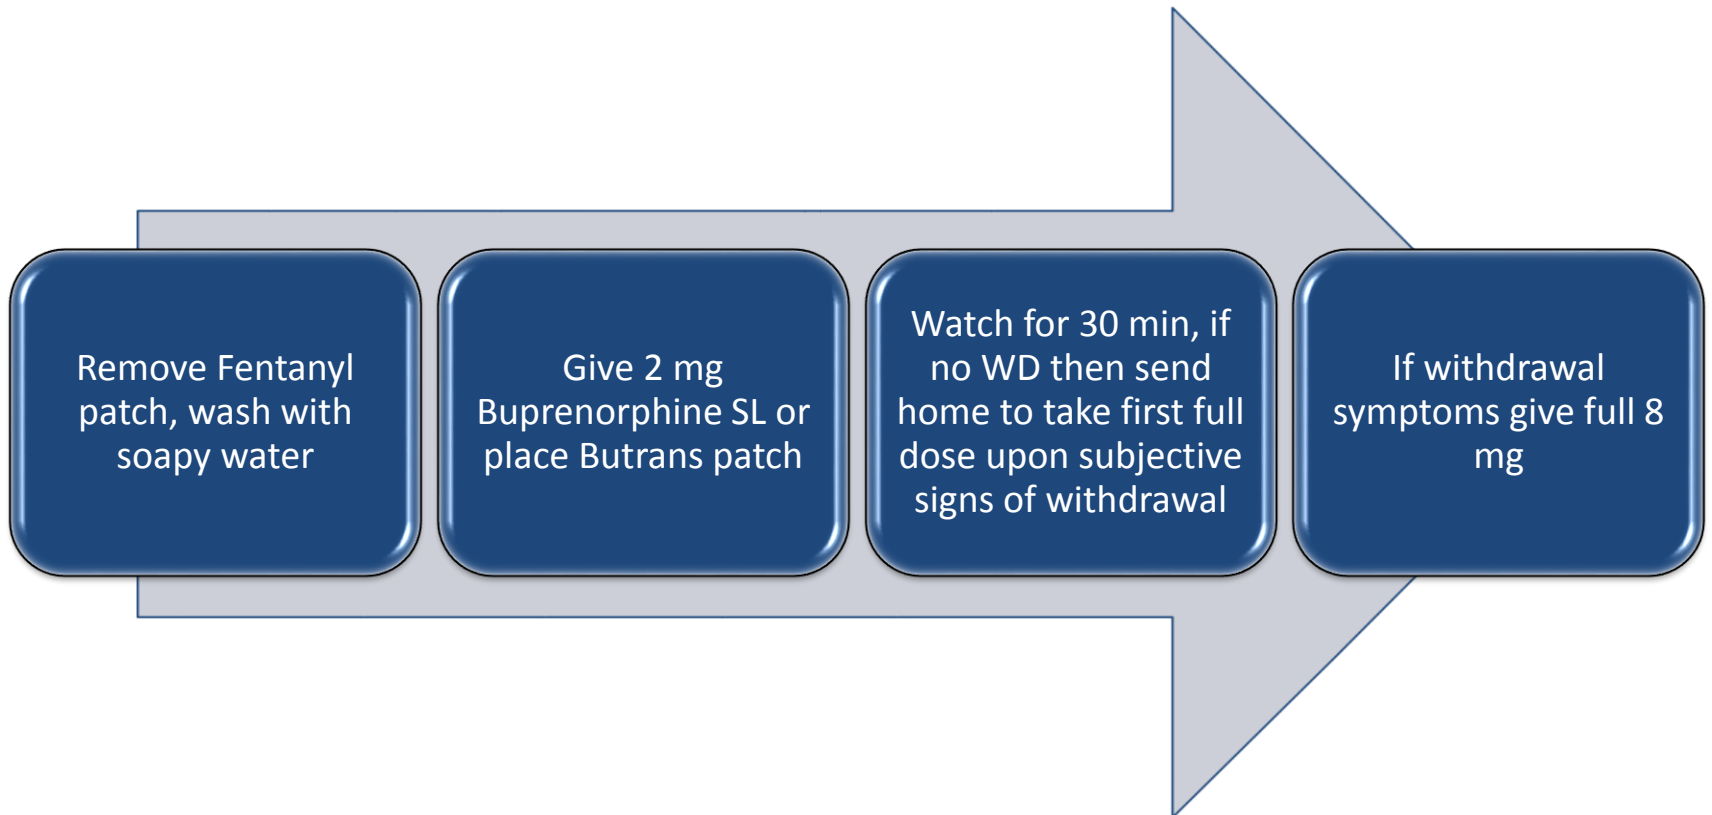 Remove Fentanyl
patch, wash with
soapy water
Give 2 mg
Buprenorphine SL or
place Butrans patch
Watch for 30 min, if
no WD then send
home to take first full
dose upon subjective
signs of withdrawal
If withdrawal
symptoms give full 8
mg